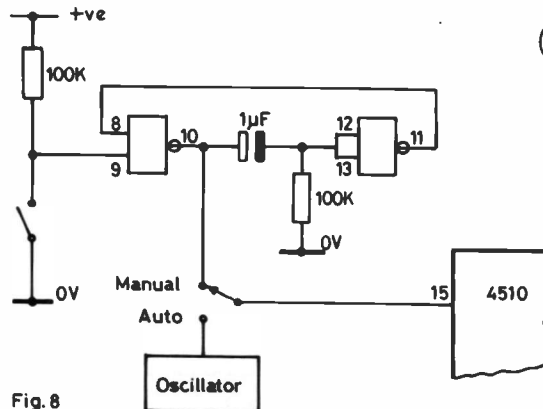 +ve
100K
8
9
10
1µF
12
13
11
100K
0V
0V
Manual
Auto
15
4510
Oscillator
Fig. 8